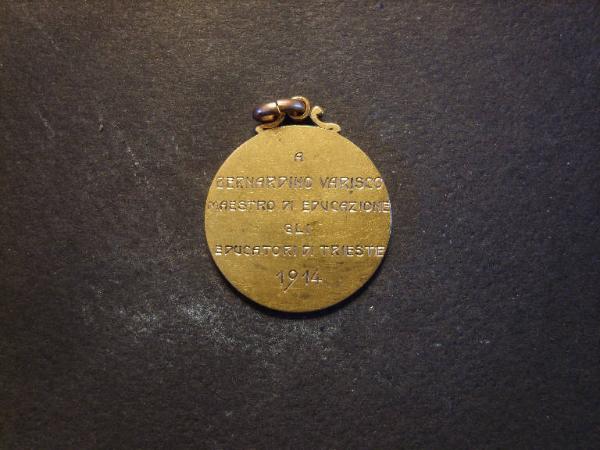 A
BERNARDINO VARISCO
MAESTRO DI EDUCAZIONE
GLI
EDUCATORI DI TRIESTE
1914